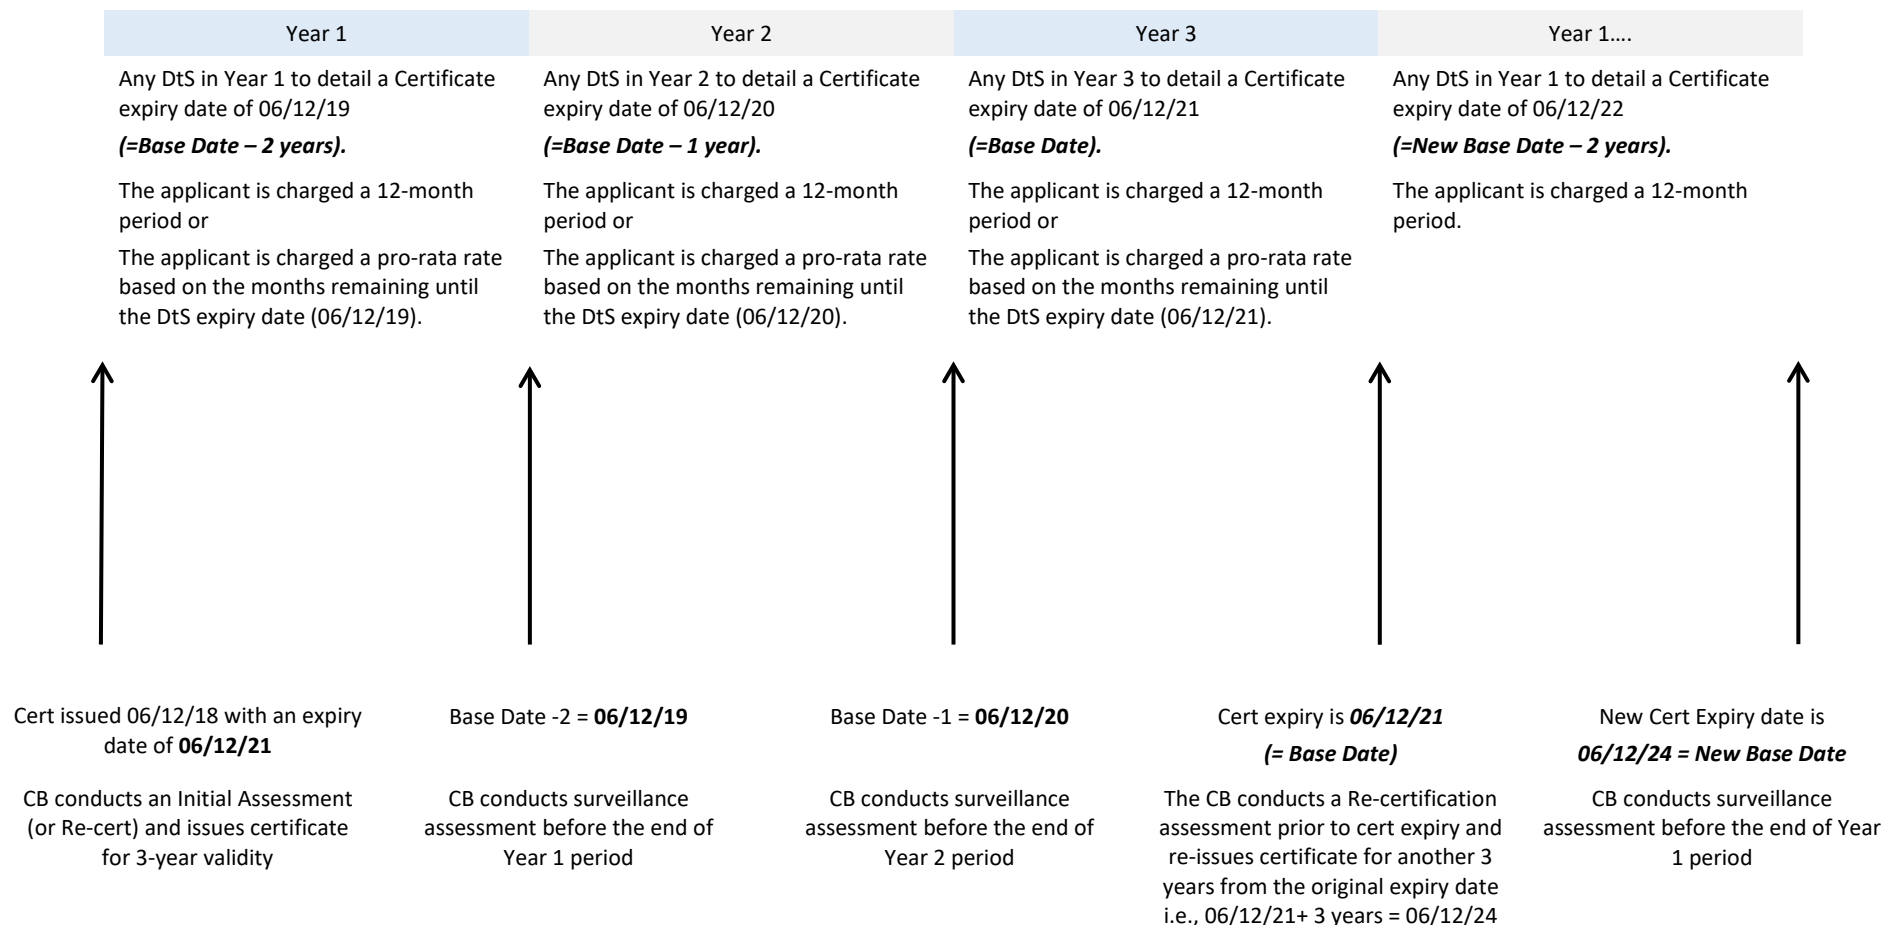 Year 1
Year 2
Year 3
Year 1....
Any DtS in Year 1 to detail a Certificate
expiry date of 06/12/19
(=Base Date – 2 years).
The applicant is charged a 12-month
period or
The applicant is charged a pro-rata rate
based on the months remaining until
the DtS expiry date (06/12/19).
Any DtS in Year 2 to detail a Certificate
expiry date of 06/12/20
(=Base Date – 1 year).
The applicant is charged a 12-month
period or
The applicant is charged a pro-rata rate
based on the months remaining until
the DtS expiry date (06/12/20).
Any DtS in Year 3 to detail a Certificate
expiry date of 06/12/21
(=Base Date).
The applicant is charged a 12-month
period or
The applicant is charged a pro-rata rate
based on the months remaining until
the DtS expiry date (06/12/21).
Any DtS in Year 1 to detail a Certificate
expiry date of 06/12/22
(=New Base Date – 2 years).
The applicant is charged a 12-month
period.
Cert issued 06/12/18 with an expiry
date of 06/12/21
CB conducts an Initial Assessment
(or Re-cert) and issues certificate
for 3-year validity
Base Date -2 = 06/12/19
CB conducts surveillance
assessment before the end of
Year 1 period
Base Date -1 = 06/12/20
CB conducts surveillance
assessment before the end of
Year 2 period
Cert expiry is 06/12/21
(= Base Date)
The CB conducts a Re-certification
assessment prior to cert expiry and
re-issues certificate for another 3
years from the original expiry date
i.e., 06/12/21+ 3 years = 06/12/24
New Cert Expiry date is
06/12/24 = New Base Date
CB conducts surveillance
assessment before the end of Year
1 period